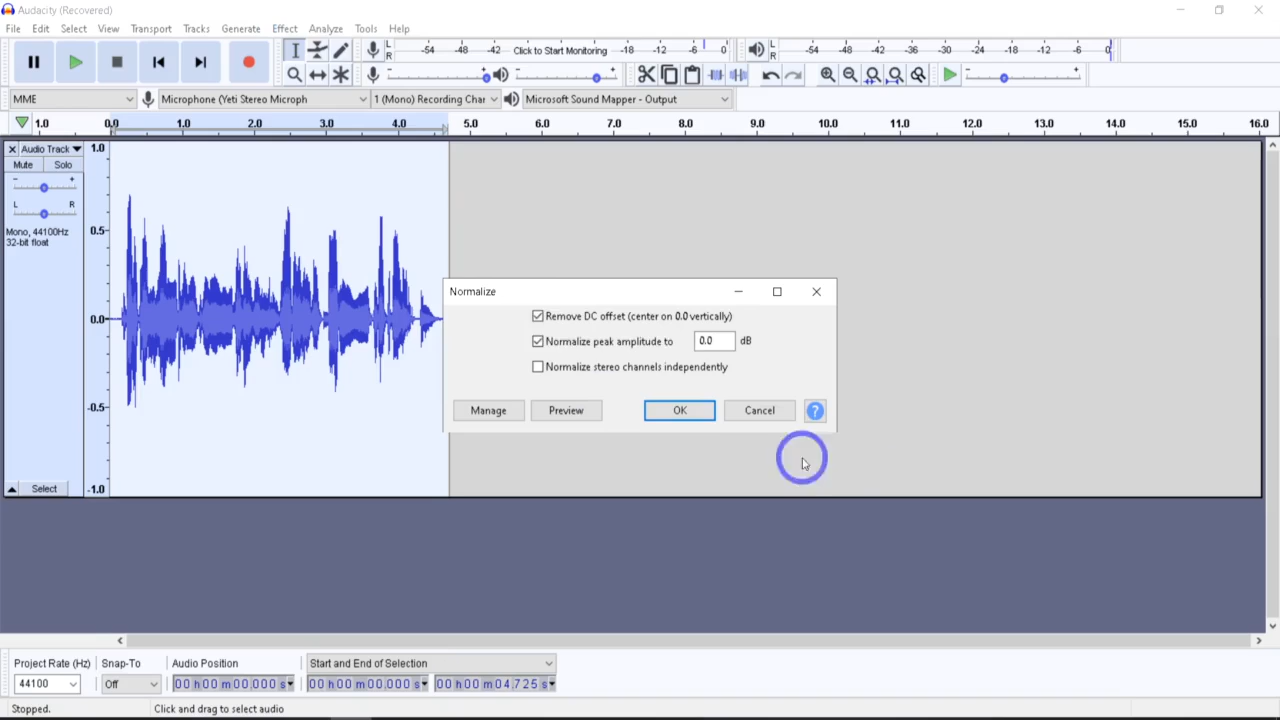 Audacity (Recovered)
File Edit Select View Transport Tracks Generate Effect Analyze Tools Help
L R -54 -48 -42 Click to Start Monitoring -18 -12 -6 0 L R -54 -48 -42 -36 -30 -24 -18 -12 -6 0
MME Microphone (Yeti Stereo Microph 1 (Mono) Recording Char Microsoft Sound Mapper - Output
1.0 0.0 1.0 2.0 3.0 4.0 5.0 6.0 7.0 8.0 9.0 10.0 11.0 12.0 13.0 14.0 15.0 16.0
Audio Track 1.0
Mute Solo
- +
L R
0.5
Mono, 44100Hz
32-bit float
0.0
-0.5
Select -1.0
Normalize
Remove DC offset (center on 0.0 vertically)
Normalize peak amplitude to 0.0 dB
Normalize stereo channels independently
Manage Preview OK Cancel ?
Project Rate (Hz) Snap-To Audio Position Start and End of Selection
44100 Off 00 h 00 m 00.000 s 00 h 00 m 00.000 s 00 h 00 m 04.725 s
Stopped. Click and drag to select audio